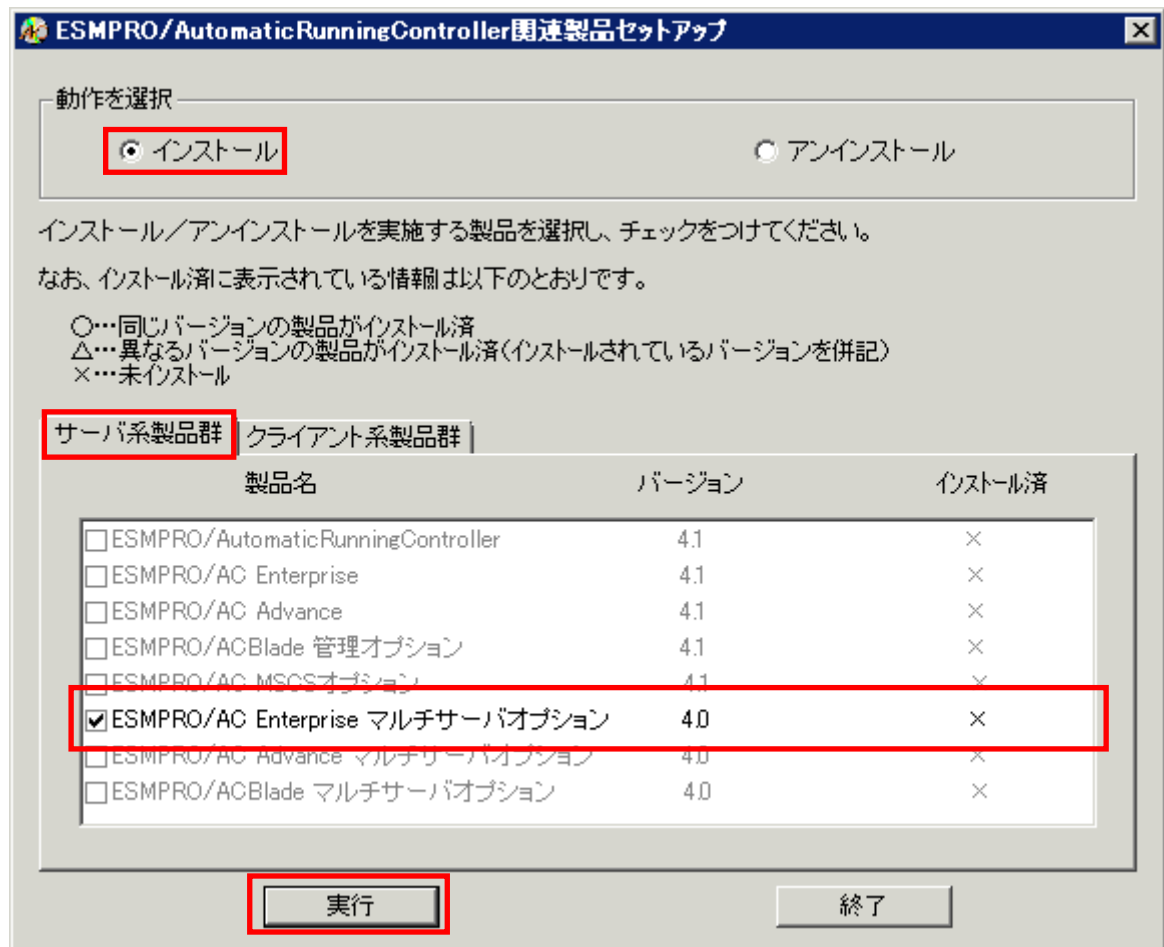 ESMPRO/AutomaticRunningController関連製品セットアップ
動作を選択
インストール
アンインストール
インストール／アンインストールを実施する製品を選択し、チェックをつけてください。
なお、インストール済に表示されている情報は以下のとおりです。
○…同じバージョンの製品がインストール済
△…異なるバージョンの製品がインストール済(インストールされているバージョンを併記)
×…未インストール
サーバ系製品群 クライアント系製品群
製品名 バージョン インストール済
ESMPRO/AutomaticRunningController 4.1 ×
ESMPRO/AC Enterprise 4.1 ×
ESMPRO/AC Advance 4.1 ×
ESMPRO/ACBlade 管理オプション 4.1 ×
ESMPRO/AC MSCSオプション 4.1 ×
ESMPRO/AC Enterprise マルチサーバオプション 4.0 ×
ESMPRO/AC Advance マルチサーバオプション 4.0 ×
ESMPRO/ACBlade マルチサーバオプション 4.0 ×
実行 終了